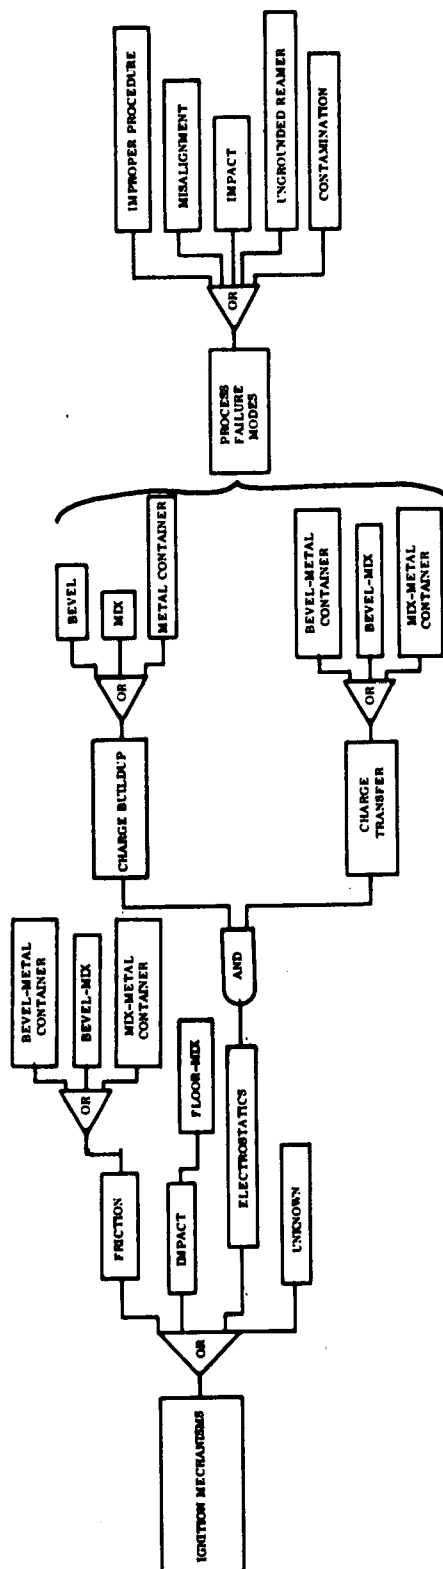 IGNITION MECHANISMS
OR
FRICTION
OR
BEVEL-METAL
CONTAINER
BEVEL-MIX
MIX-METAL
CONTAINER
IMPACT
FLOOR-MIX
ELECTROSTATICS
AND
UNKNOWN
CHARGE BUILDUP
OR
BEVEL
MIX
METAL CONTAINER
CHARGE
TRANSFER
OR
BEVEL-METAL
CONTAINER
BEVEL-MIX
MIX-METAL
CONTAINER
PROCESS
FAILURE
MODES
OR
IMPROPER PROCEDURE
MISALIGNMENT
IMPACT
UNGROUNDED REAMER
CONTAMINATION